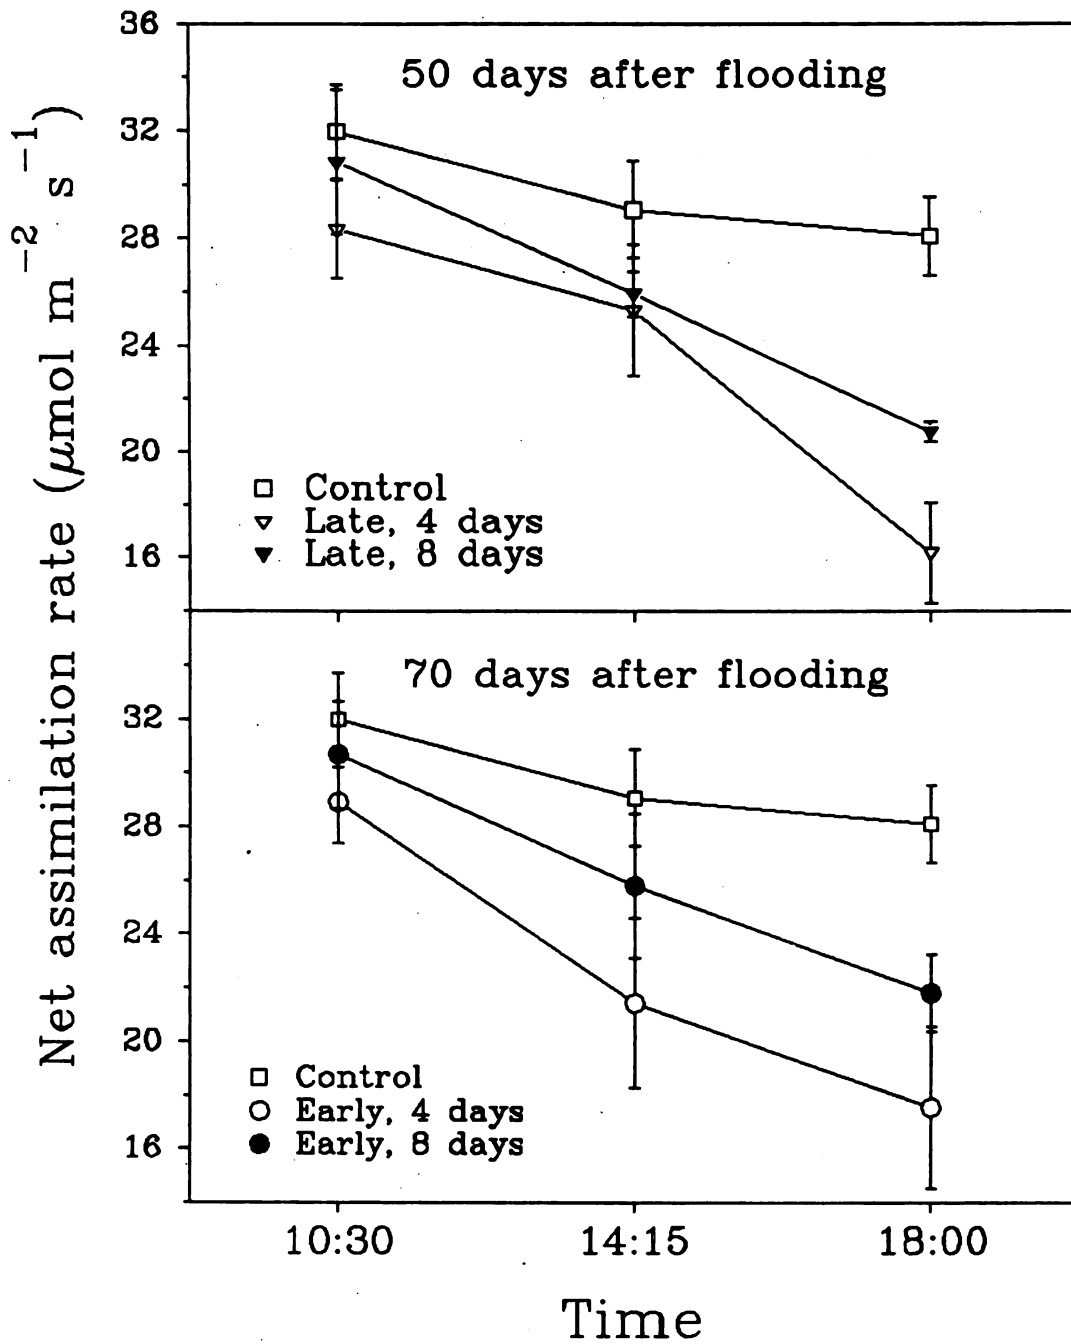 Net assimilation rate (μmol m⁻² s⁻¹)
36
32
28
24
20
16
50 days after flooding
Control
Late, 4 days
Late, 8 days
32
28
24
20
16
70 days after flooding
Control
Early, 4 days
Early, 8 days
10:30 14:15 18:00
Time